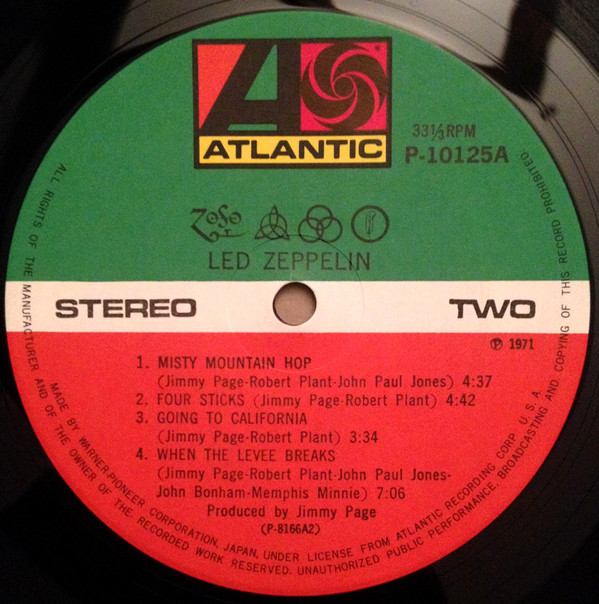 ATLANTIC
33 1/3 RPM
P-10125A
ZoSo
LED ZEPPELIN
STEREO
TWO
℗ 1971
1. MISTY MOUNTAIN HOP
(Jimmy Page-Robert Plant-John Paul Jones) 4:37
2. FOUR STICKS (Jimmy Page-Robert Plant) 4:42
3. GOING TO CALIFORNIA
(Jimmy Page-Robert Plant) 3:34
4. WHEN THE LEVEE BREAKS
(Jimmy Page-Robert Plant-John Paul Jones-
John Bonham-Memphis Minnie) 7:06
Produced by Jimmy Page
(P-8166A2)
MADE BY WARNER-PIONEER CORPORATION, JAPAN, UNDER LICENSE FROM ATLANTIC RECORDING CORP. U.S.A.
ALL RIGHTS OF THE MANUFACTURER AND OF THE OWNER OF THE RECORDED WORK RESERVED. UNAUTHORIZED PUBLIC PERFORMANCE, BROADCASTING AND COPYING OF THIS RECORD PROHIBITED.